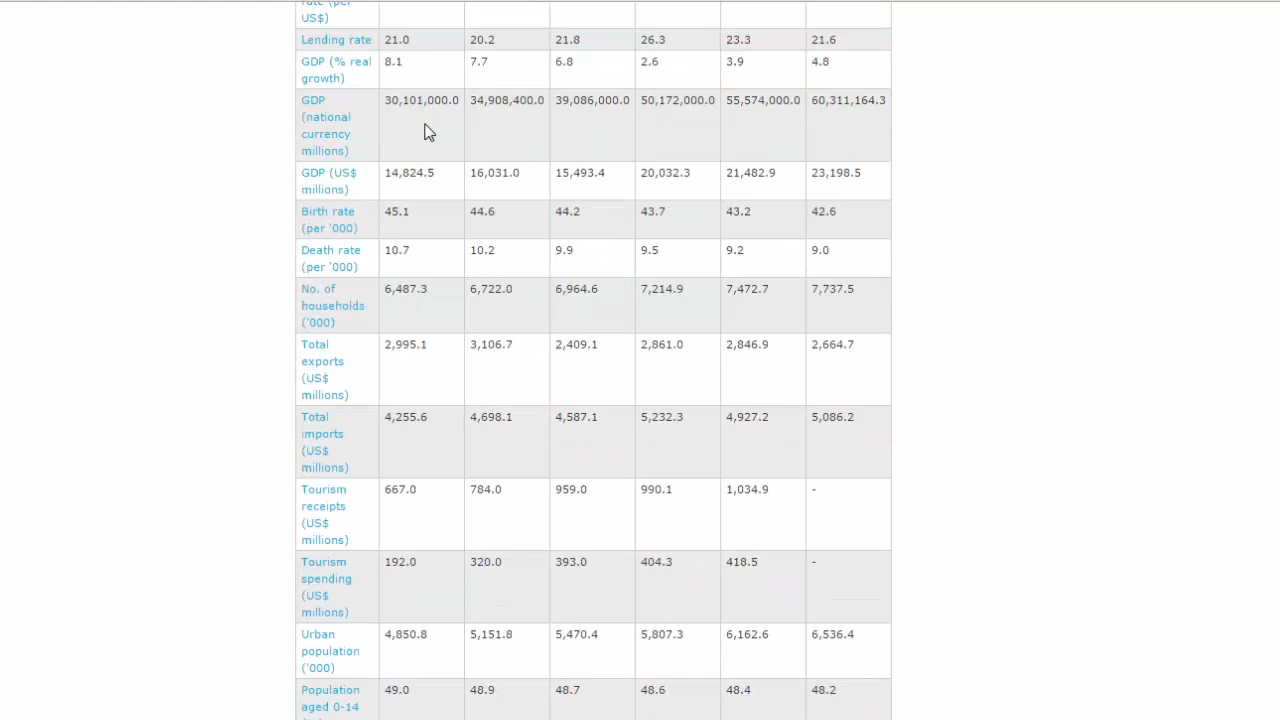 rate (per
US$)
Lending rate 21.0 20.2 21.8 26.3 23.3 21.6
GDP (% real 8.1 7.7 6.8 2.6 3.9 4.8
growth)
GDP 30,101,000.0 34,908,400.0 39,086,000.0 50,172,000.0 55,574,000.0 60,311,164.3
(national
currency
millions)
GDP (US$ 14,824.5 16,031.0 15,493.4 20,032.3 21,482.9 23,198.5
millions)
Birth rate 45.1 44.6 44.2 43.7 43.2 42.6
(per '000)
Death rate 10.7 10.2 9.9 9.5 9.2 9.0
(per '000)
No. of 6,487.3 6,722.0 6,964.6 7,214.9 7,472.7 7,737.5
households
('000)
Total 2,995.1 3,106.7 2,409.1 2,861.0 2,846.9 2,664.7
exports
(US$
millions)
Total 4,255.6 4,698.1 4,587.1 5,232.3 4,927.2 5,086.2
imports
(US$
millions)
Tourism 667.0 784.0 959.0 990.1 1,034.9 -
receipts
(US$
millions)
Tourism 192.0 320.0 393.0 404.3 418.5 -
spending
(US$
millions)
Urban 4,850.8 5,151.8 5,470.4 5,807.3 6,162.6 6,536.4
population
('000)
Population 49.0 48.9 48.7 48.6 48.4 48.2
aged 0-14